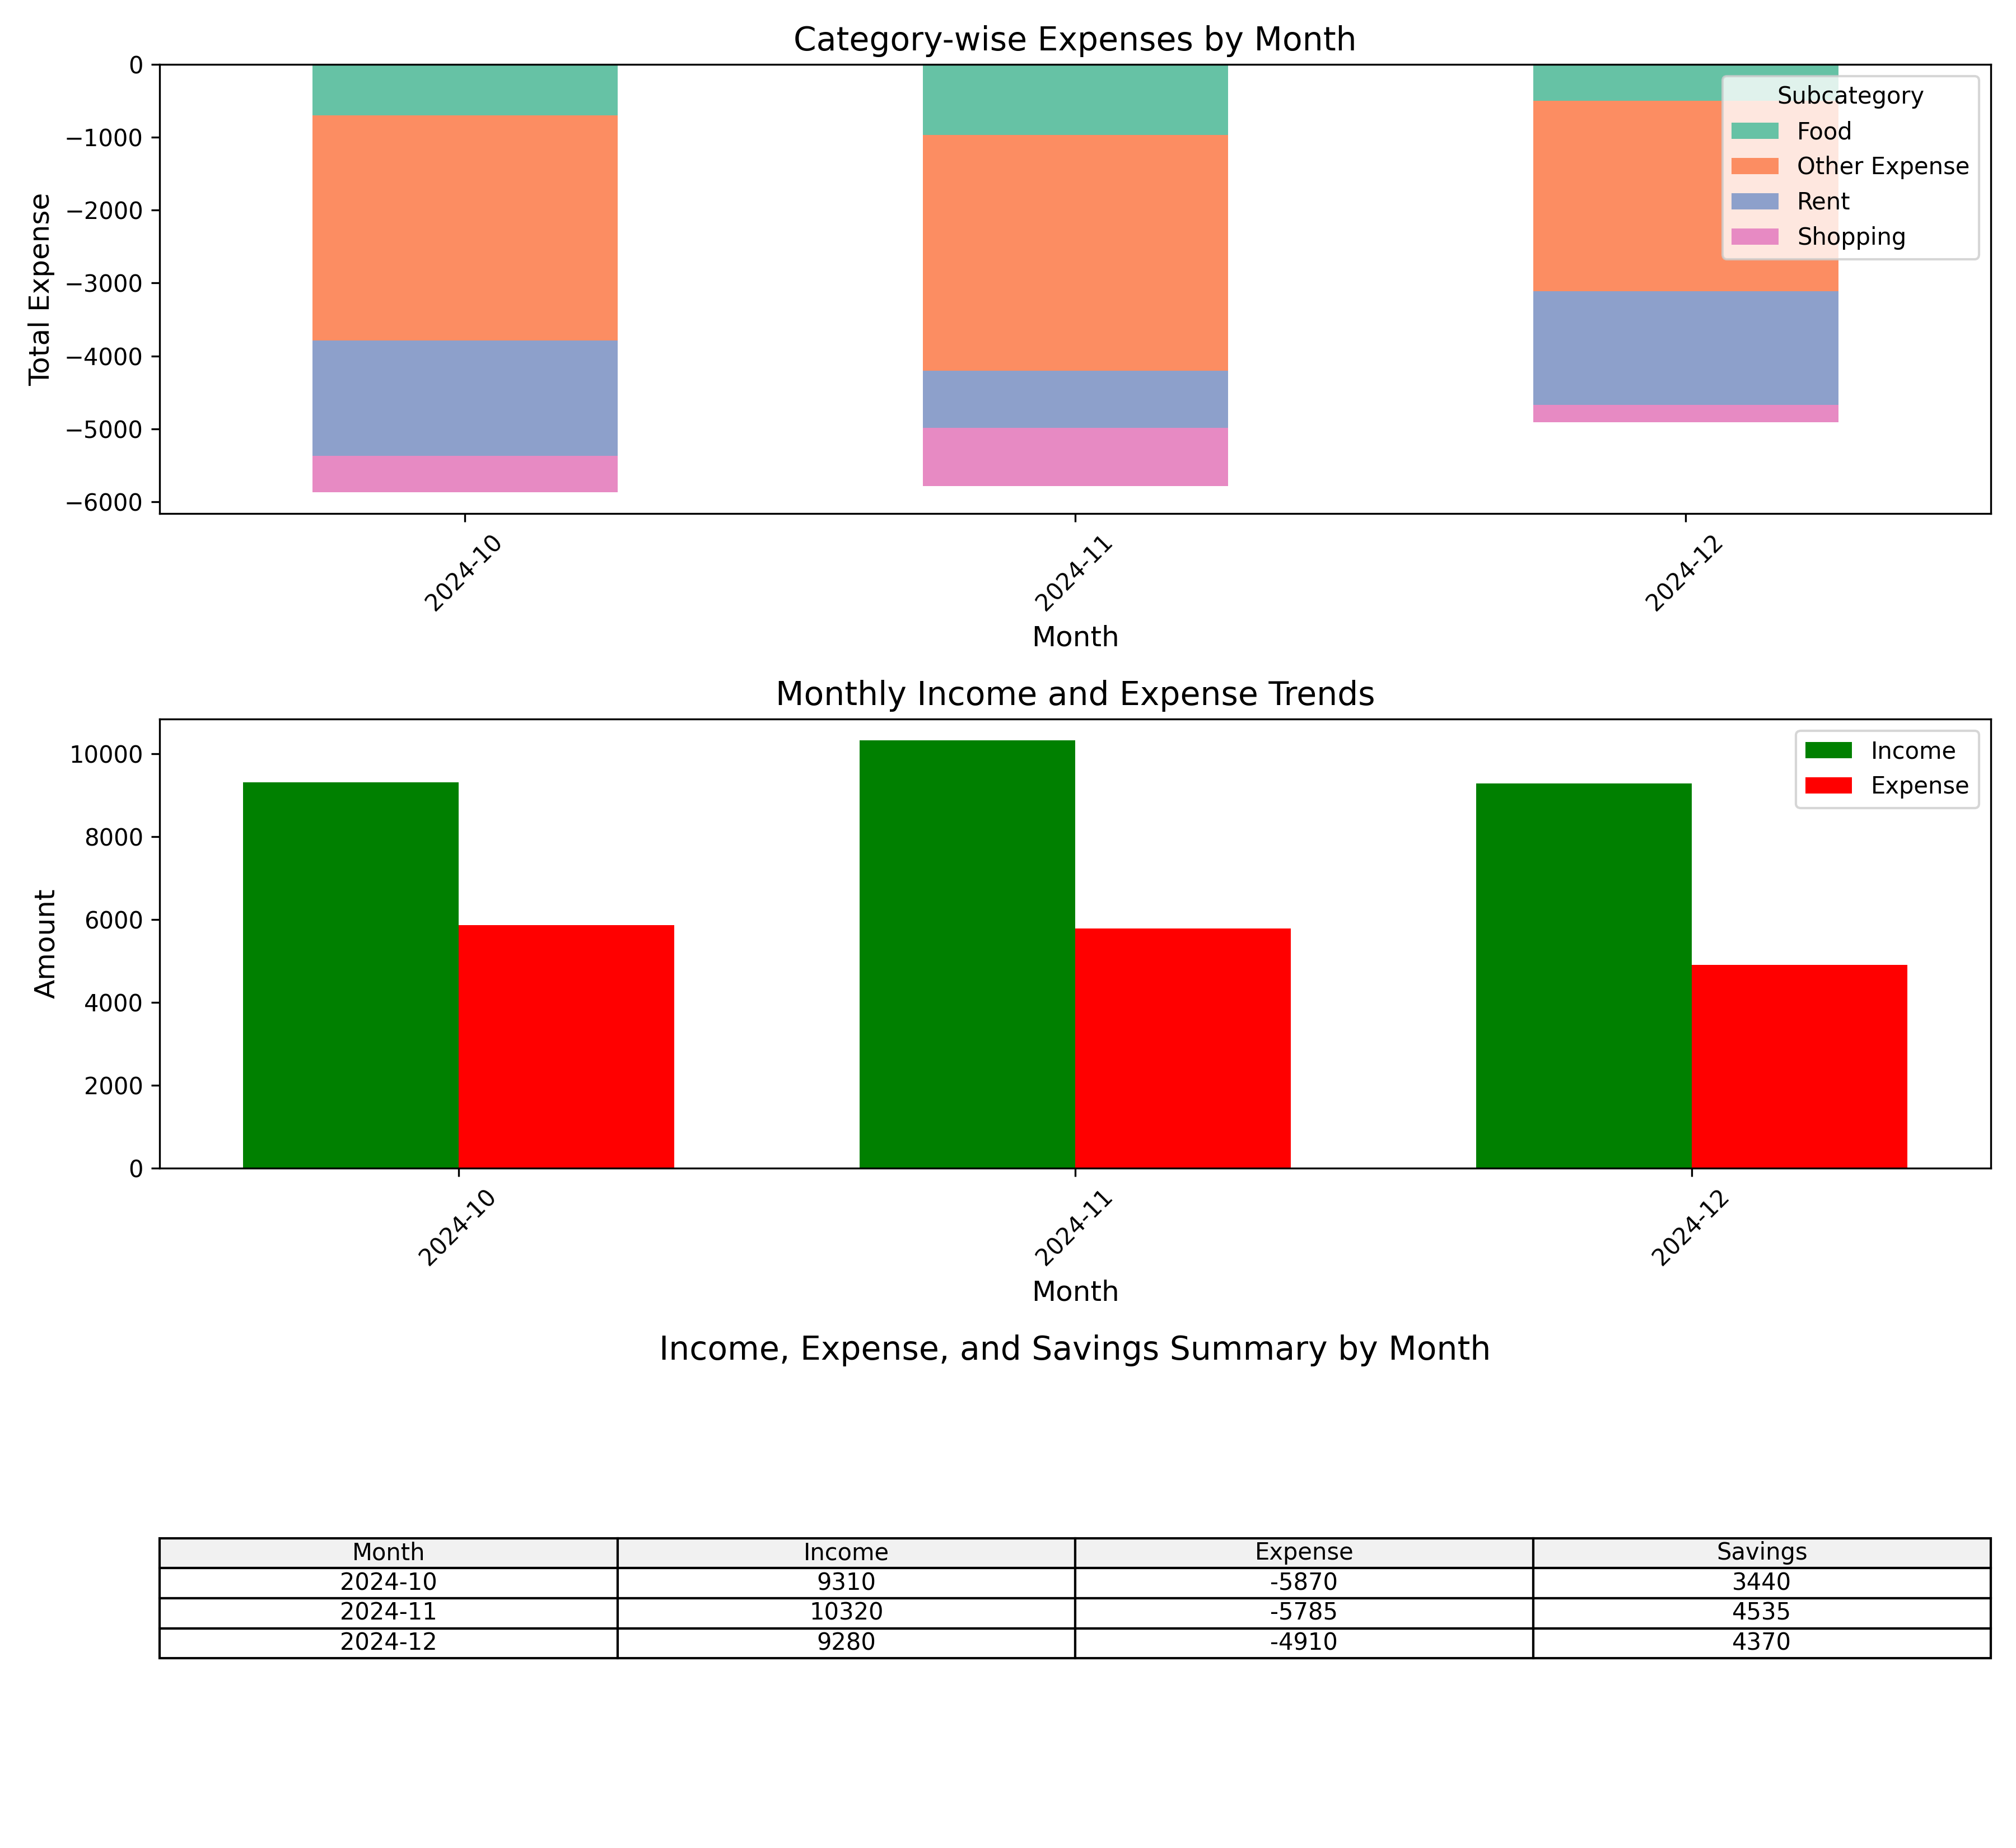 Category-wise Expenses by Month
0
−1000
−2000
−3000
−4000
−5000
−6000
Total Expense
Subcategory
Food
Other Expense
Rent
Shopping
2024-10
2024-11
2024-12
Month
Monthly Income and Expense Trends
10000
8000
6000
4000
2000
0
Amount
Income
Expense
2024-10
2024-11
2024-12
Month
Income, Expense, and Savings Summary by Month
Month Income Expense Savings
2024-10 9310 -5870 3440
2024-11 10320 -5785 4535
2024-12 9280 -4910 4370